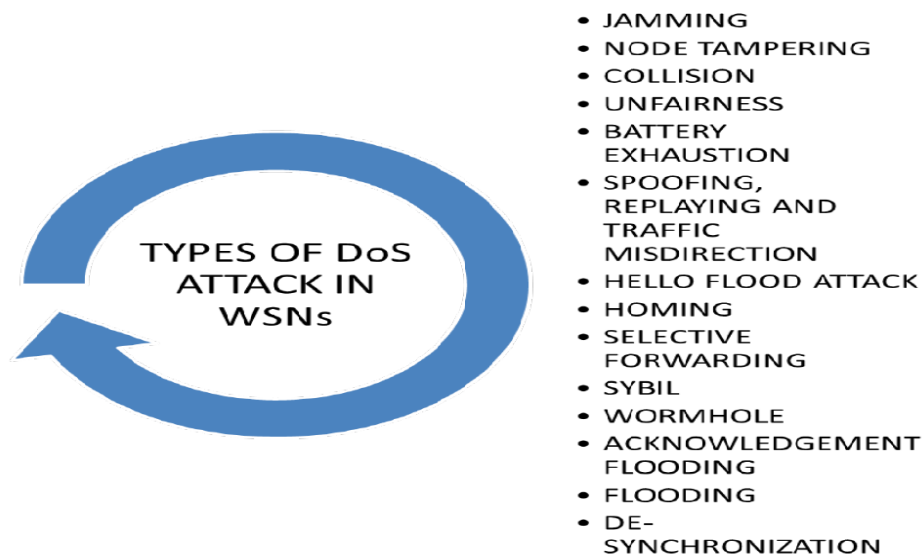 TYPES OF DoS
ATTACK IN
WSNs
• JAMMING
• NODE TAMPERING
• COLLISION
• UNFAIRNESS
• BATTERY
EXHAUSTION
• SPOOFING,
REPLAYING AND
TRAFFIC
MISDIRECTION
• HELLO FLOOD ATTACK
• HOMING
• SELECTIVE
FORWARDING
• SYBIL
• WORMHOLE
• ACKNOWLEDGEMENT
FLOODING
• FLOODING
• DE-
SYNCHRONIZATION